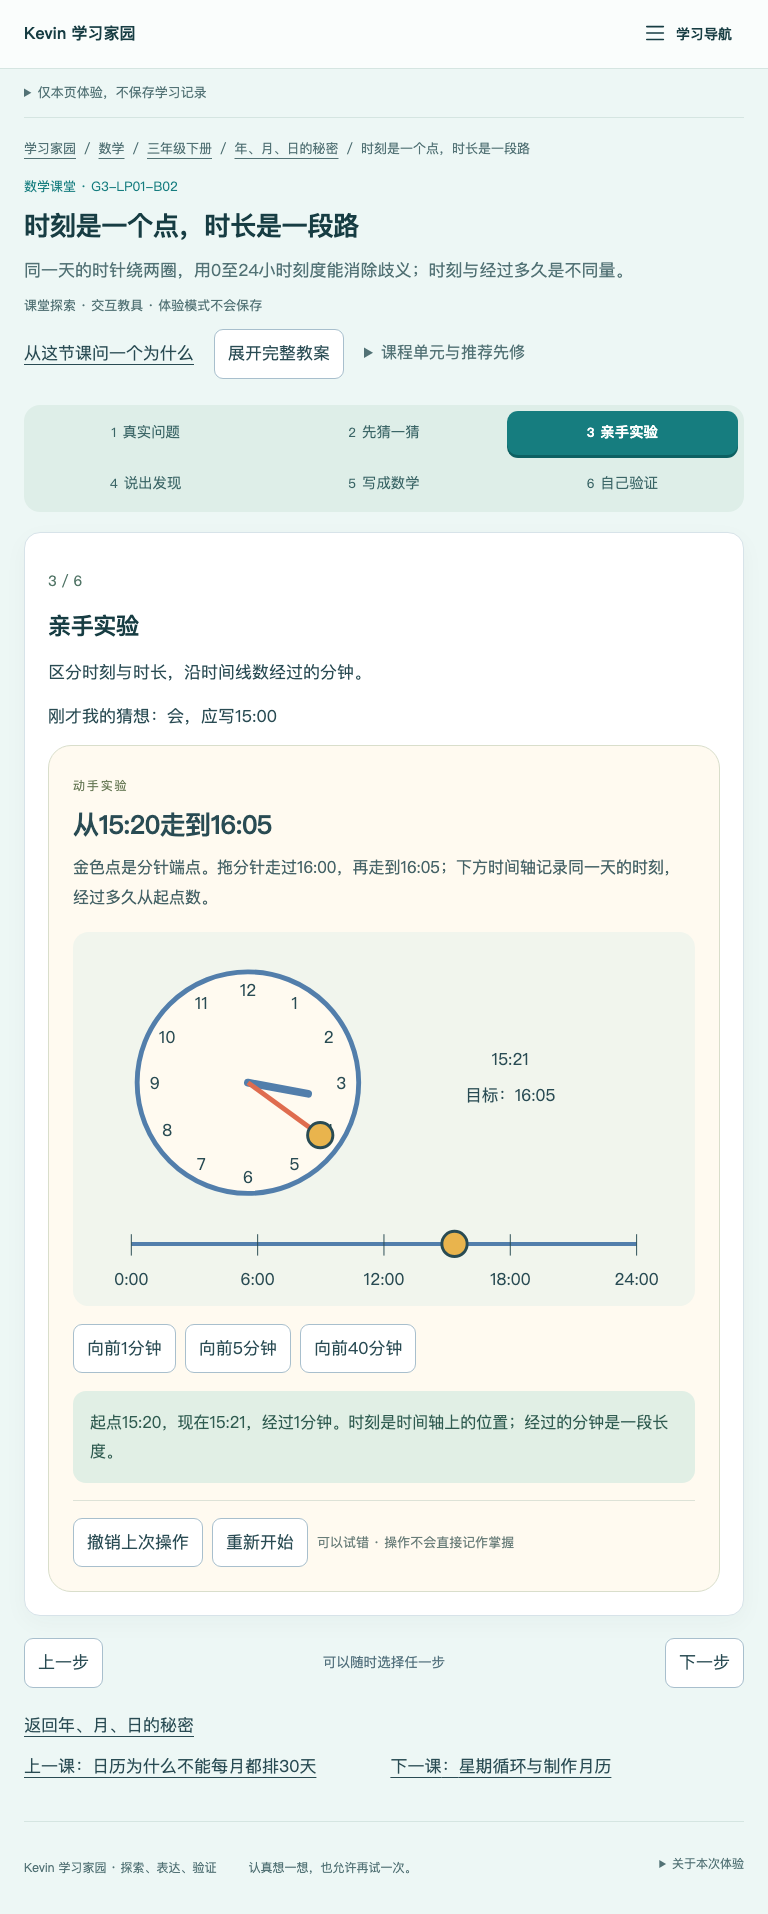 Kevin 学习家园
学习导航
仅本页体验，不保存学习记录
学习家园 / 数学 / 三年级下册 / 年、月、日的秘密 / 时刻是一个点，时长是一段路
数学课堂 · G3-LP01-B02
时刻是一个点，时长是一段路
同一天的时针绕两圈，用0至24小时刻度能消除歧义；时刻与经过多久是不同量。
课堂探索 · 交互教具 · 体验模式不会保存
从这节课问一个为什么
展开完整教案
课程单元与推荐先修
1 真实问题
2 先猜一猜
3 亲手实验
4 说出发现
5 写成数学
6 自己验证
3 / 6
亲手实验
区分时刻与时长，沿时间线数经过的分钟。
刚才我的猜想：会，应写15:00
动手实验
从15:20走到16:05
金色点是分针端点。拖分针走过16:00，再走到16:05；下方时间轴记录同一天的时刻，
经过多久从起点数。
12
11
1
10
2
9
3
8
7
5
6
15:21
目标：16:05
0:00
6:00
12:00
18:00
24:00
向前1分钟
向前5分钟
向前40分钟
起点15:20，现在15:21，经过1分钟。时刻是时间轴上的位置；经过的分钟是一段长
度。
撤销上次操作
重新开始
可以试错 · 操作不会直接记作掌握
上一步
可以随时选择任一步
下一步
返回年、月、日的秘密
上一课：日历为什么不能每月都排30天
下一课：星期循环与制作月历
Kevin 学习家园 · 探索、表达、验证
认真想一想，也允许再试一次。
关于本次体验